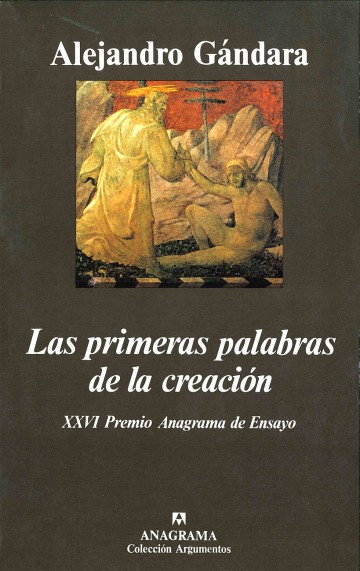 Alejandro Gándara
Las primeras palabras
de la creación
XXVI Premio Anagrama de Ensayo
ANAGRAMA
Colección Argumentos